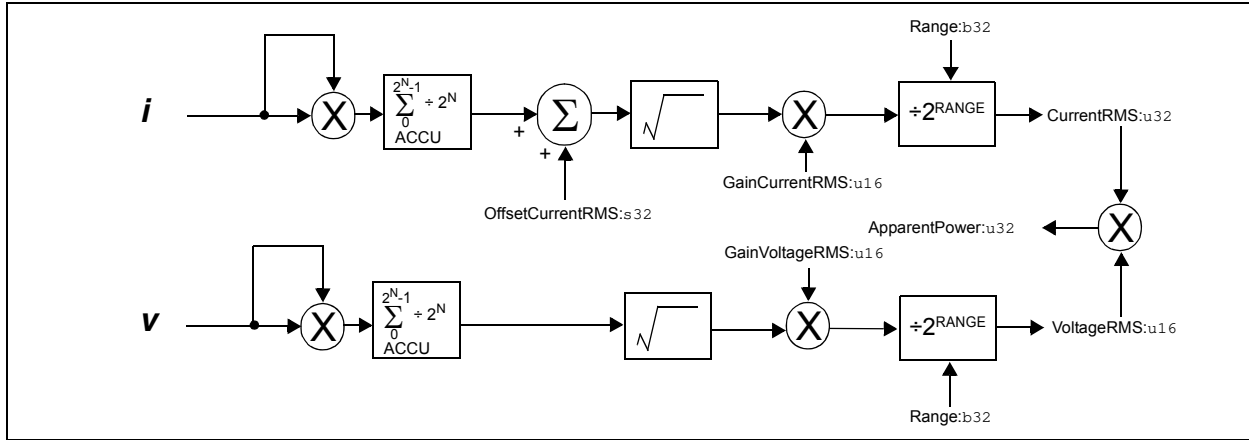 Range:b32
i
X
2^N-1
∑ ÷ 2^N
0
ACCU
+
+
Σ
√
X
÷2^RANGE
CurrentRMS:u32
GainCurrentRMS:u16
OffsetCurrentRMS:s32
ApparentPower:u32
X
GainVoltageRMS:u16
v
X
2^N-1
∑ ÷ 2^N
0
ACCU
√
X
÷2^RANGE
VoltageRMS:u16
Range:b32